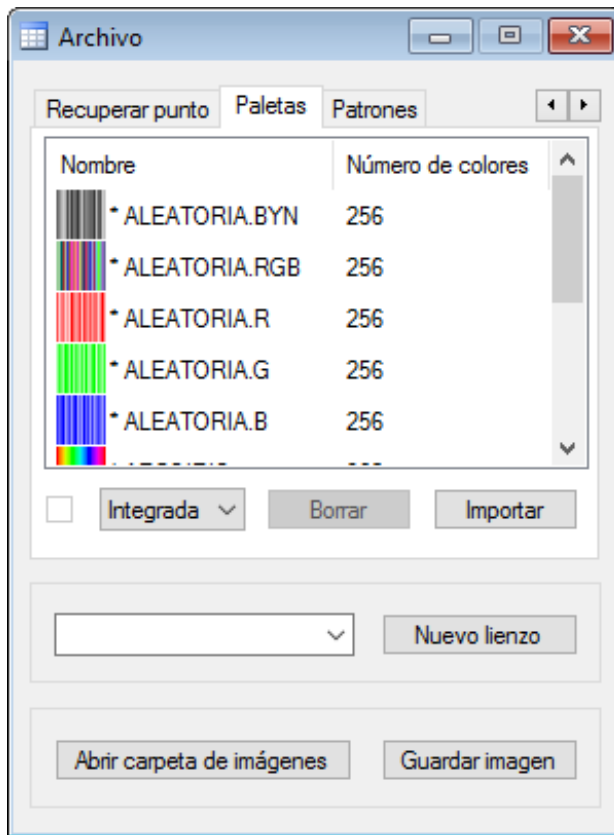 Archivo
Recuperar punto Paletas Patrones
Nombre Número de colores
* ALEATORIA.BYN 256
* ALEATORIA.RGB 256
* ALEATORIA.R 256
* ALEATORIA.G 256
* ALEATORIA.B 256
Integrada Borrar Importar
Nuevo lienzo
Abrir carpeta de imágenes Guardar imagen